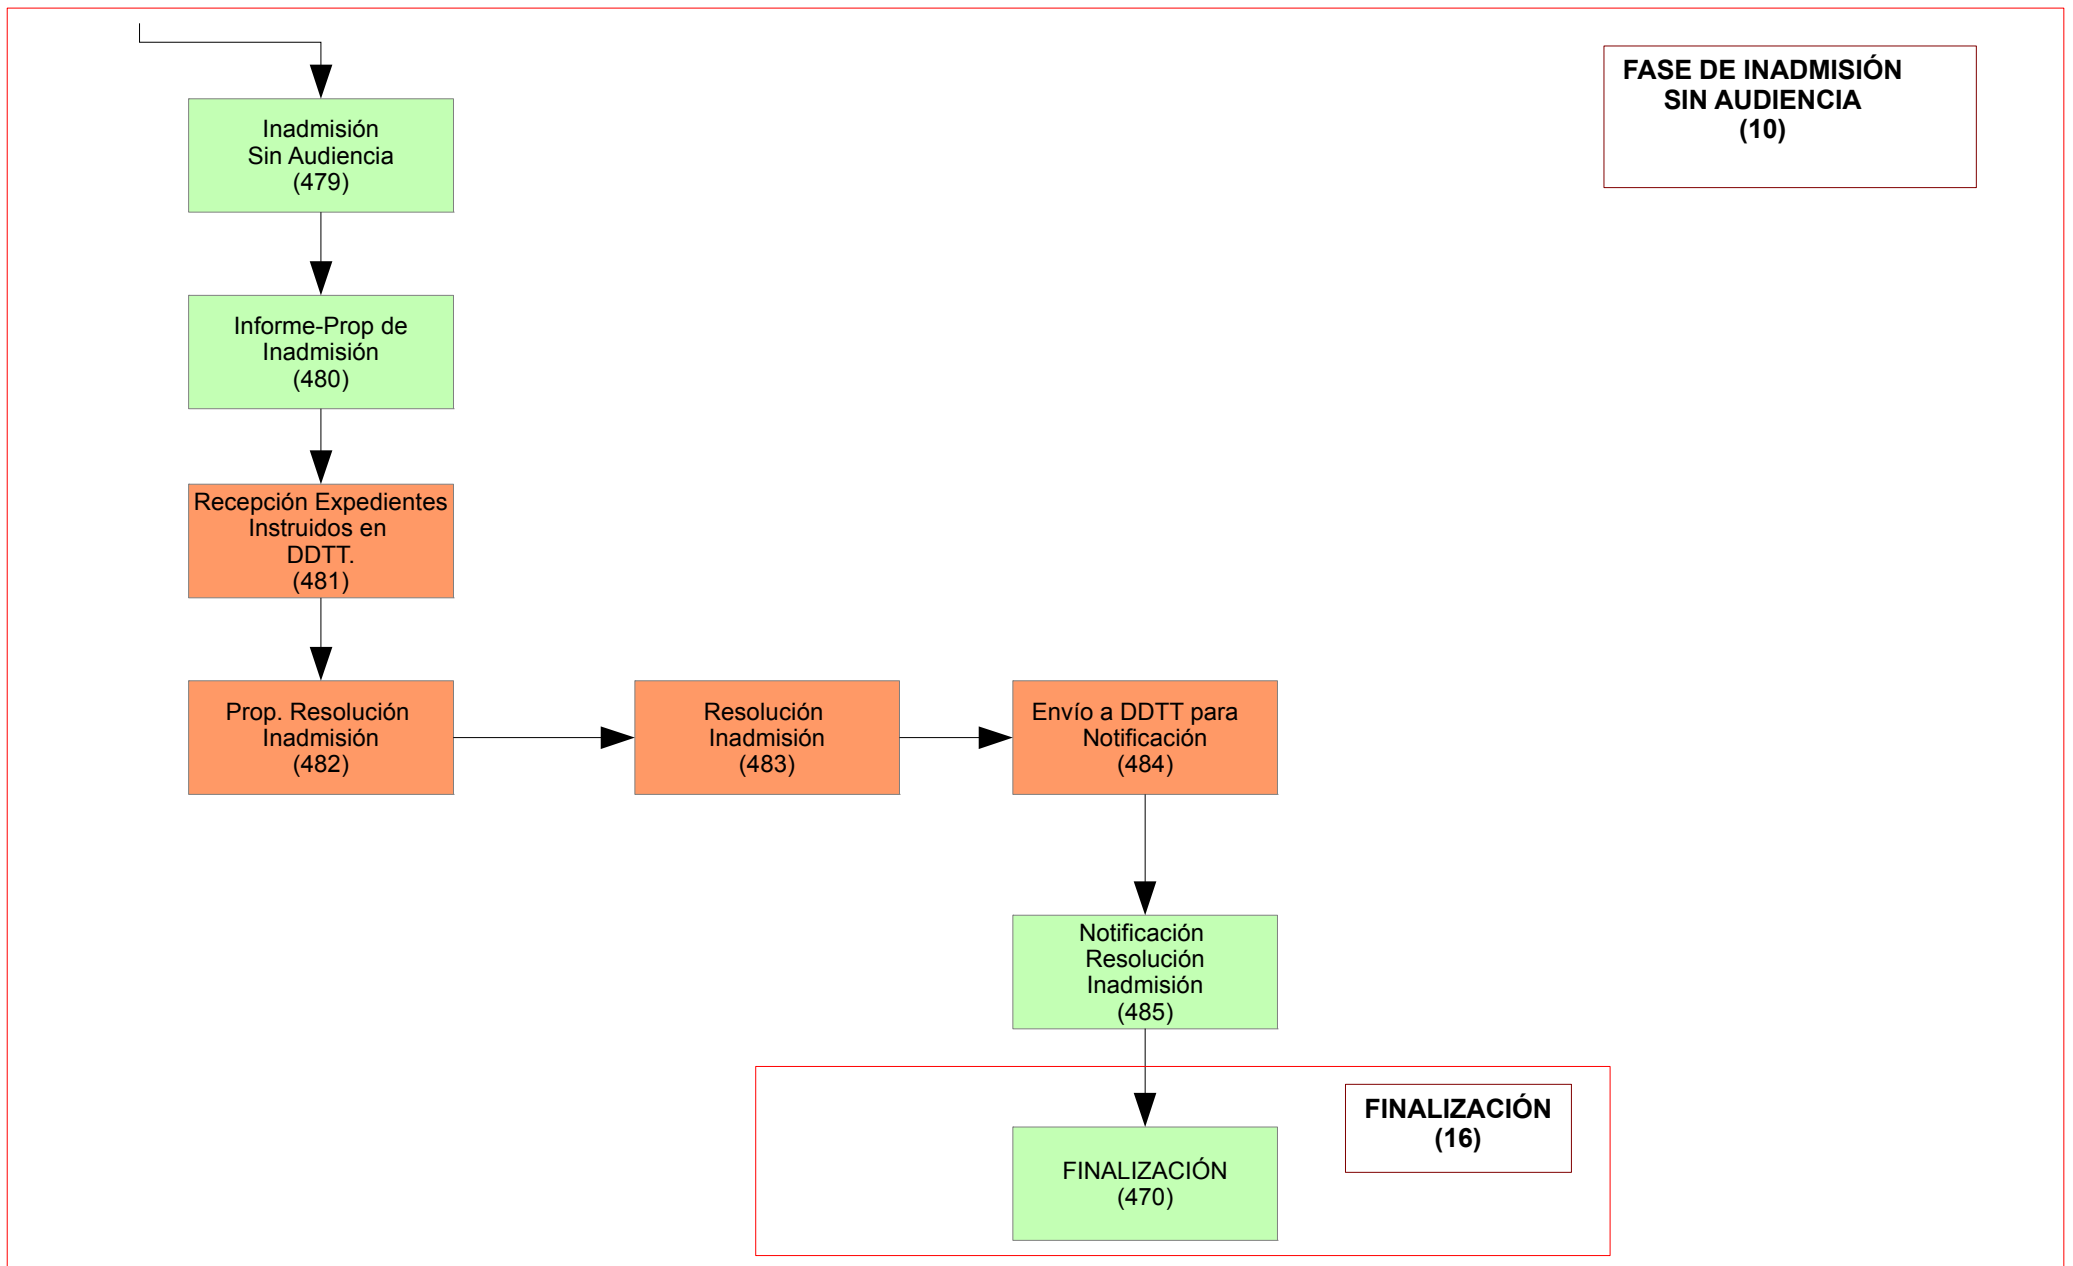 FASE DE INADMISIÓN
SIN AUDIENCIA
(10)
Inadmisión
Sin Audiencia
(479)
Informe-Prop de
Inadmisión
(480)
Recepción Expedientes
Instruidos en
DDTT.
(481)
Prop. Resolución
Inadmisión
(482)
Resolución
Inadmisión
(483)
Envío a DDTT para
Notificación
(484)
Notificación
Resolución
Inadmisión
(485)
FINALIZACIÓN
(16)
FINALIZACIÓN
(470)